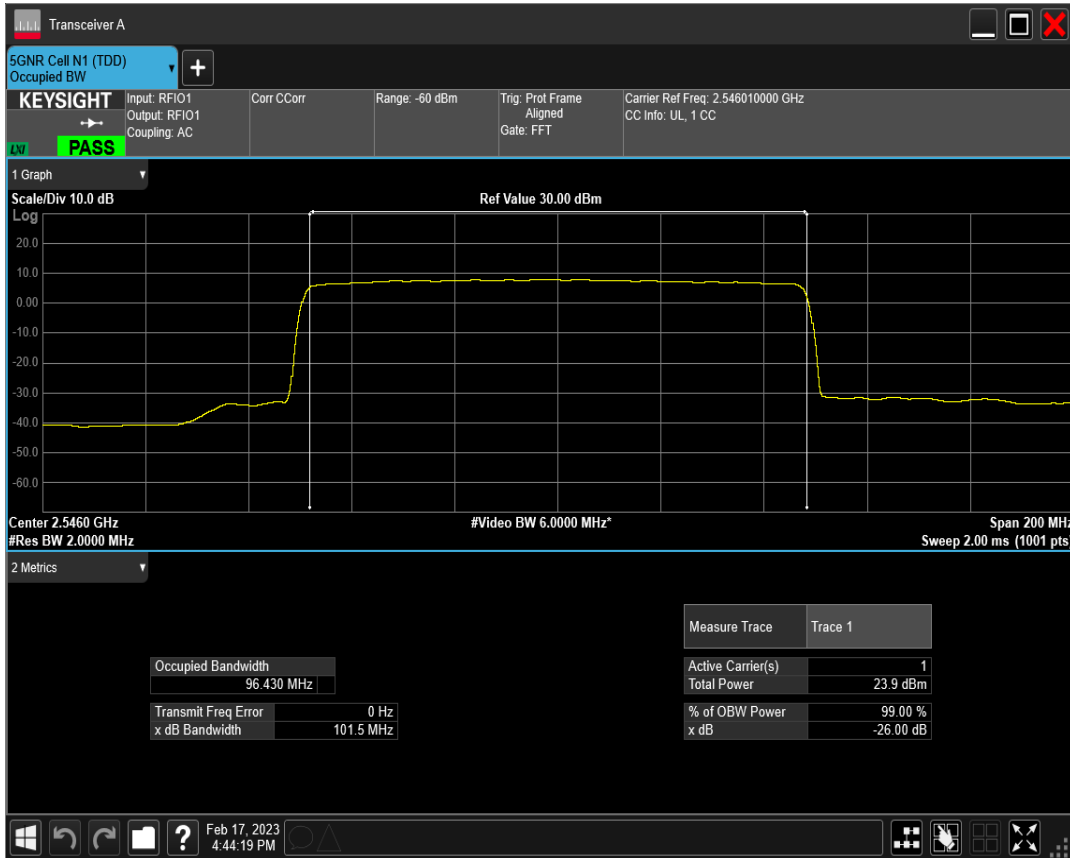 Transceiver A
5GNR Cell N1 (TDD)
Occupied BW
+
KEYSIGHT
LXI
PASS
Input: RFIO1
Output: RFIO1
Coupling: AC
Corr CCorr
Range: -60 dBm
Trig: Prot Frame
Aligned
Gate: FFT
Carrier Ref Freq: 2.546010000 GHz
CC Info: UL, 1 CC
1 Graph
Scale/Div 10.0 dB
Ref Value 30.00 dBm
Log
20.0
10.0
0.00
-10.0
-20.0
-30.0
-40.0
-50.0
-60.0
Center 2.5460 GHz
#Video BW 6.0000 MHz*
Span 200 MHz
#Res BW 2.0000 MHz
Sweep 2.00 ms (1001 pts)
2 Metrics
Measure Trace Trace 1
Occupied Bandwidth
96.430 MHz
Transmit Freq Error 0 Hz
x dB Bandwidth 101.5 MHz
Active Carrier(s) 1
Total Power 23.9 dBm
% of OBW Power 99.00 %
x dB -26.00 dB
?
Feb 17, 2023
4:44:19 PM